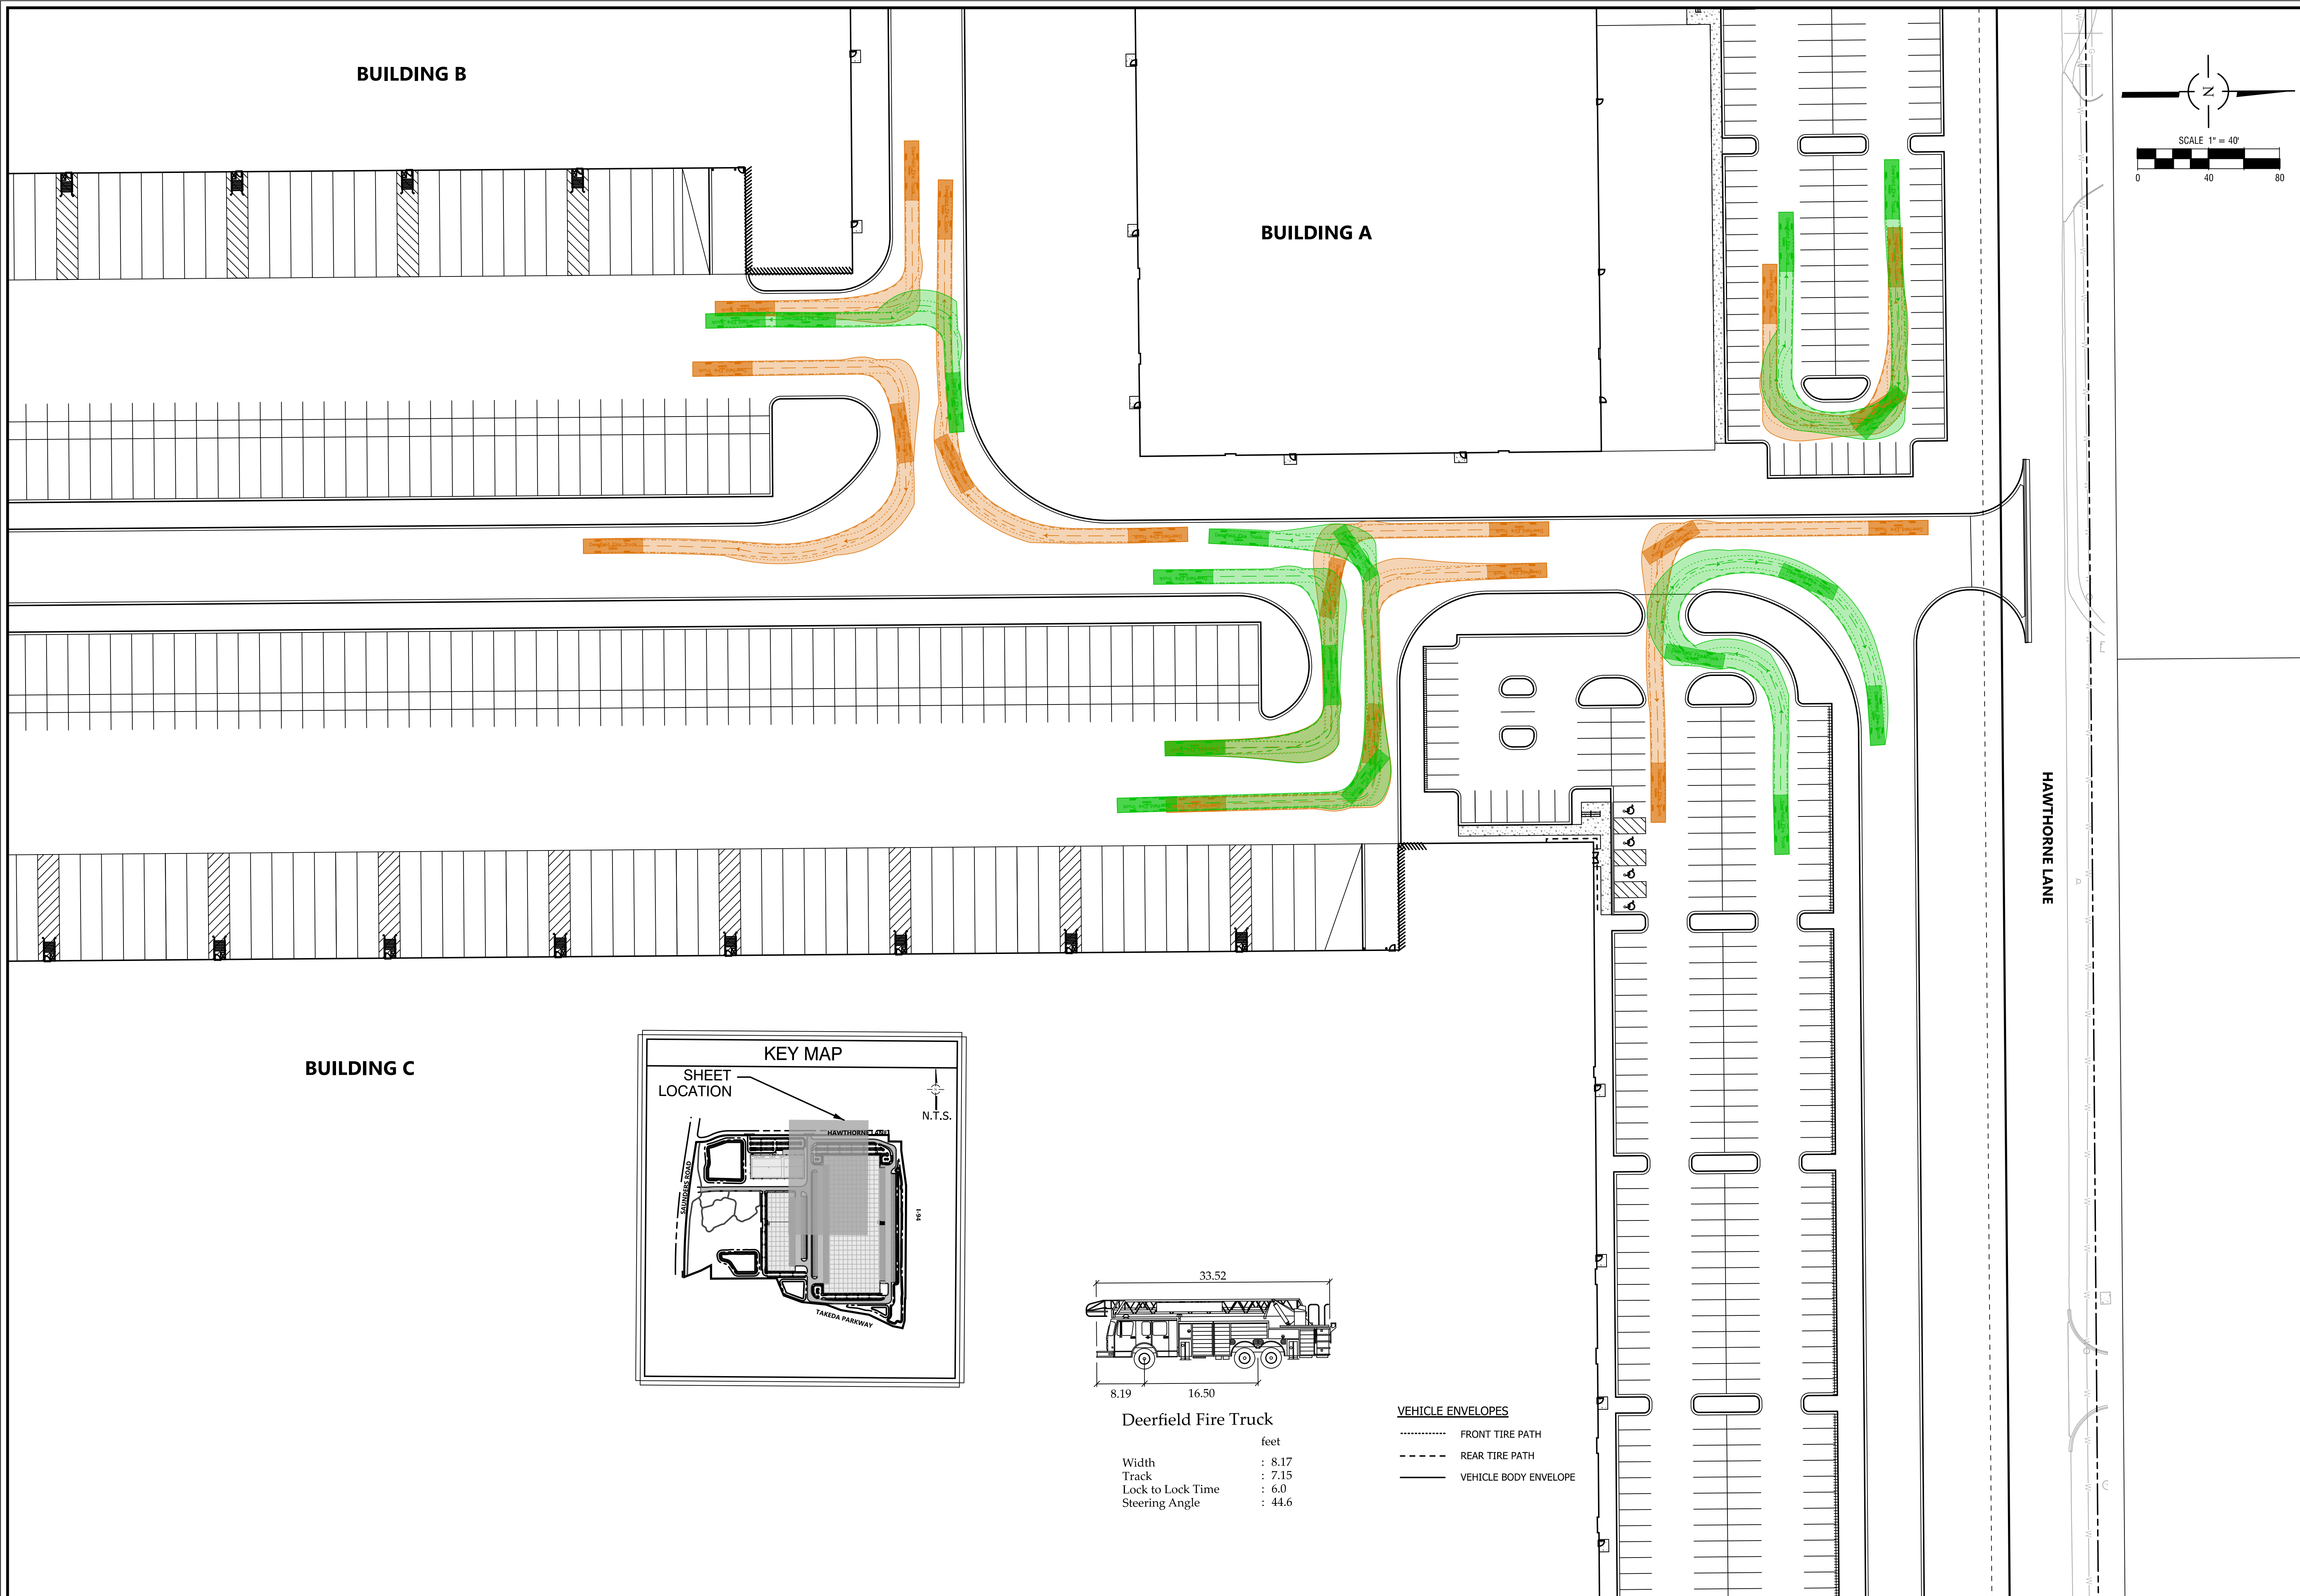 BUILDING B
BUILDING A
N
SCALE 1" = 40'
0 40 80
HAWTHORNE LANE
BUILDING C
KEY MAP
SHEET
LOCATION
N.T.S.
HAWTHORNE LANE
SAUNDERS ROAD
I-94
TAKEDA PARKWAY
33.52
8.19 16.50
Deerfield Fire Truck
feet
Width : 8.17
Track : 7.15
Lock to Lock Time : 6.0
Steering Angle : 44.6
VEHICLE ENVELOPES
FRONT TIRE PATH
REAR TIRE PATH
VEHICLE BODY ENVELOPE